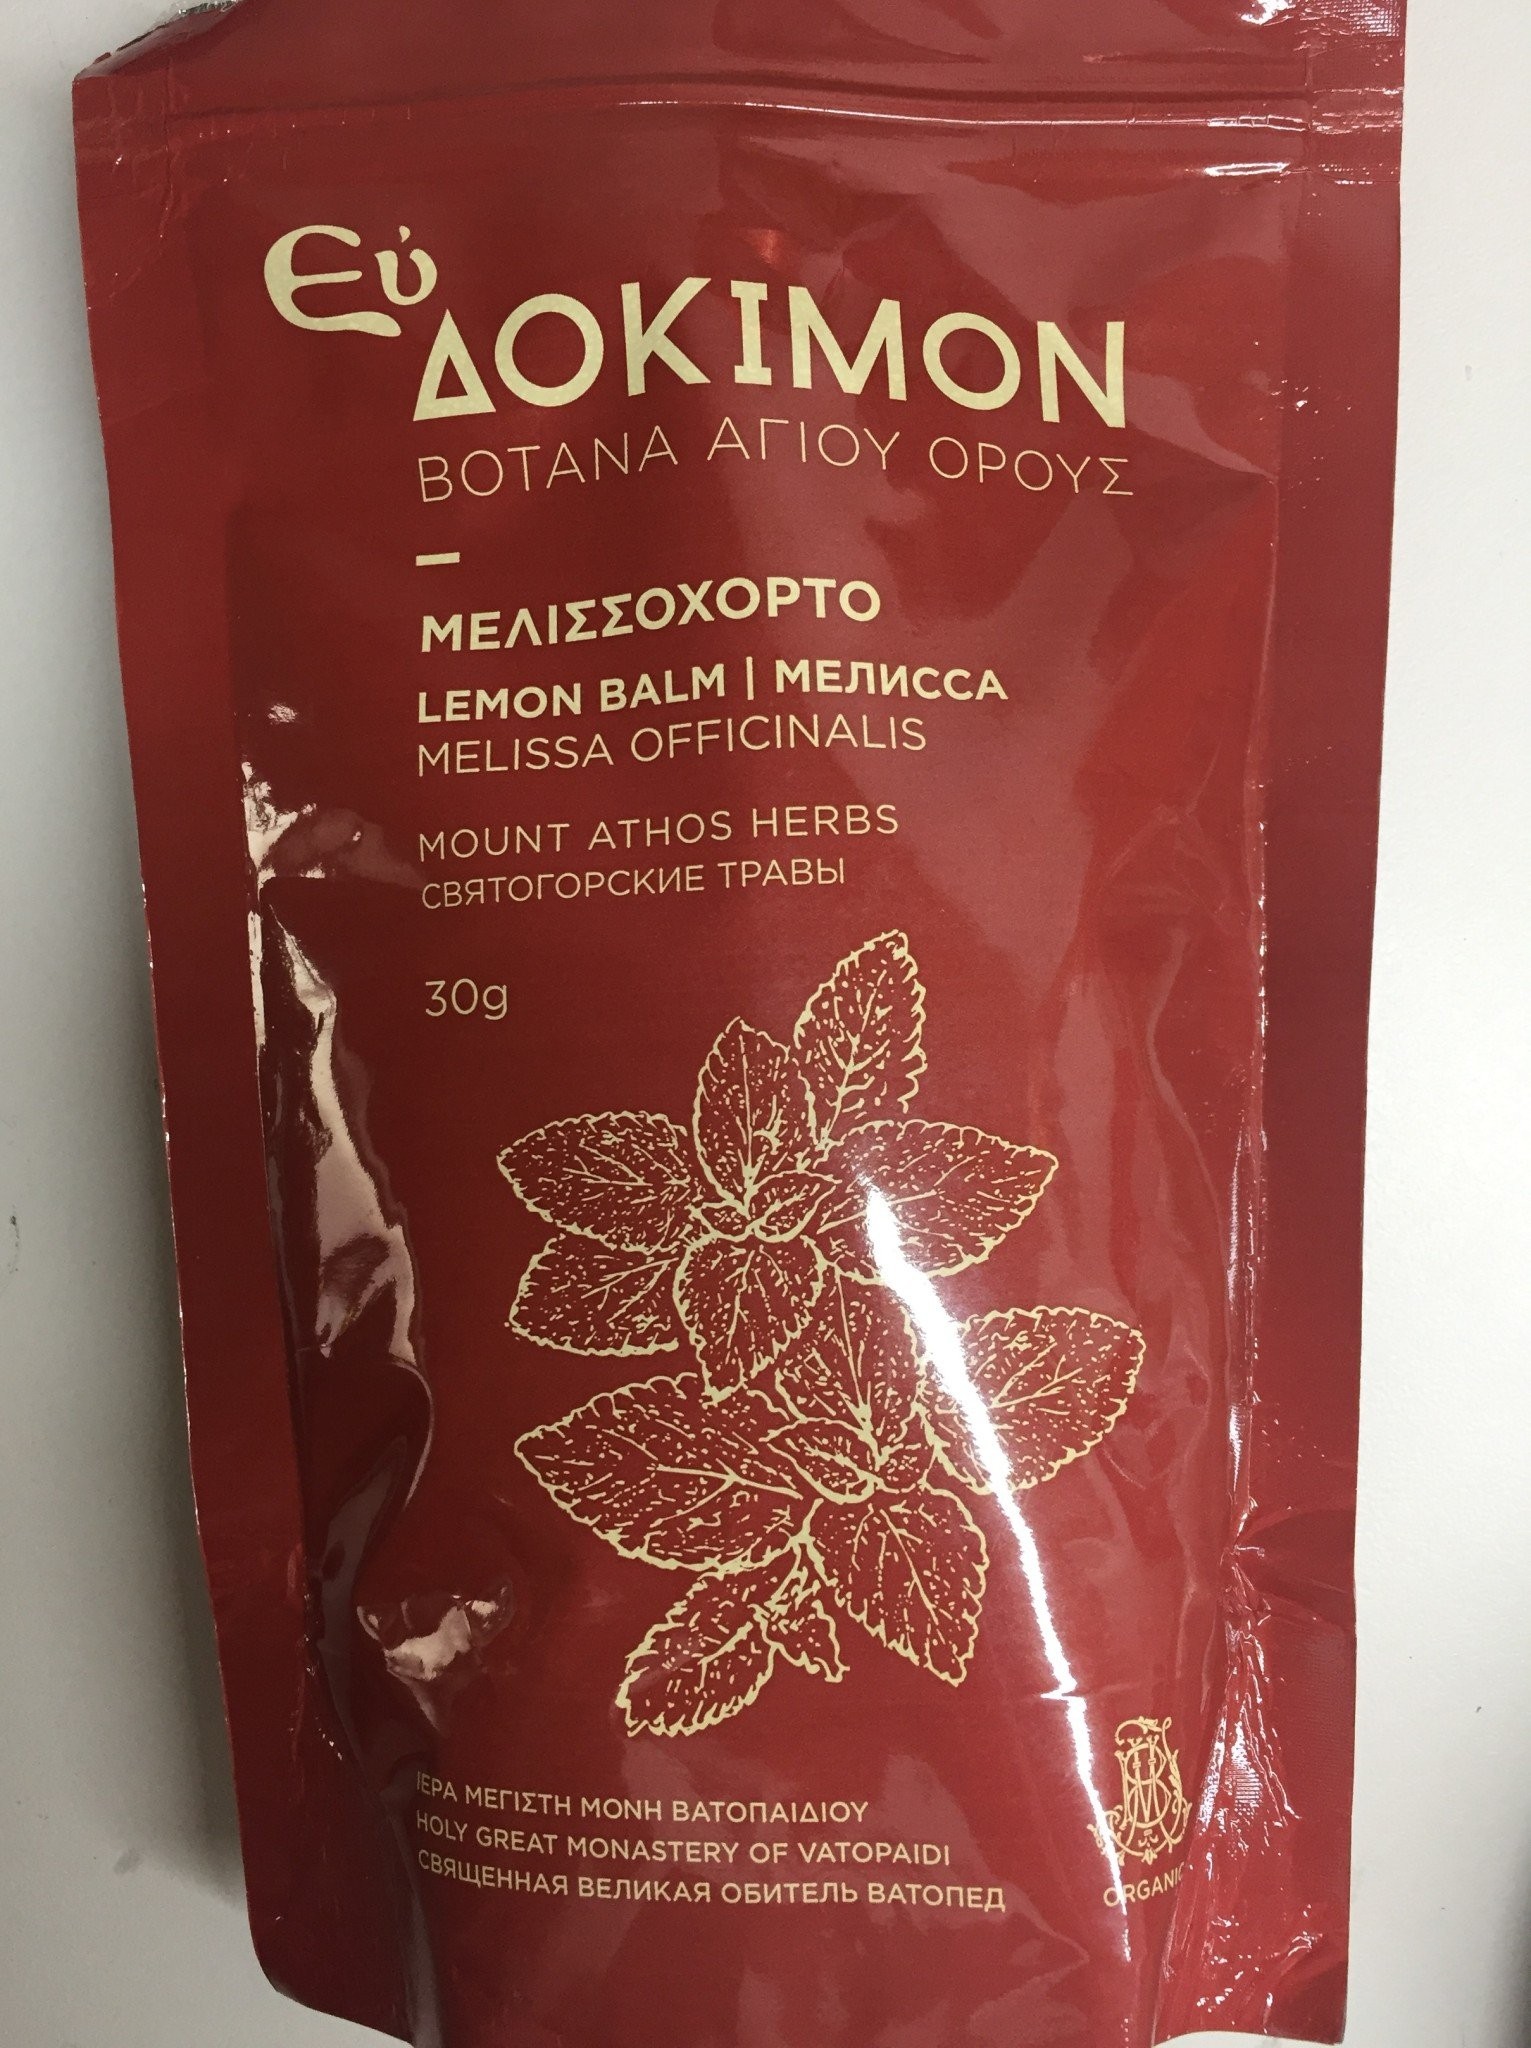 Εὐ
ΔΟΚΙΜΟΝ
ΒΟΤΑΝΑ ΑΓΙΟΥ ΟΡΟΥΣ
ΜΕΛΙΣΣΟΧΟΡΤΟ
LEMON BALM | МЕЛИССА
MELISSA OFFICINALIS
MOUNT ATHOS HERBS
СВЯТОГОРСКИЕ ТРАВЫ
30g
ΙΕΡΑ ΜΕΓΙΣΤΗ ΜΟΝΗ ΒΑΤΟΠΑΙΔΙΟΥ
HOLY GREAT MONASTERY OF VATOPAIDI
СВЯЩЕННАЯ ВЕЛИКАЯ ОБИТЕЛЬ ВАТОПЕД
ORGANIC